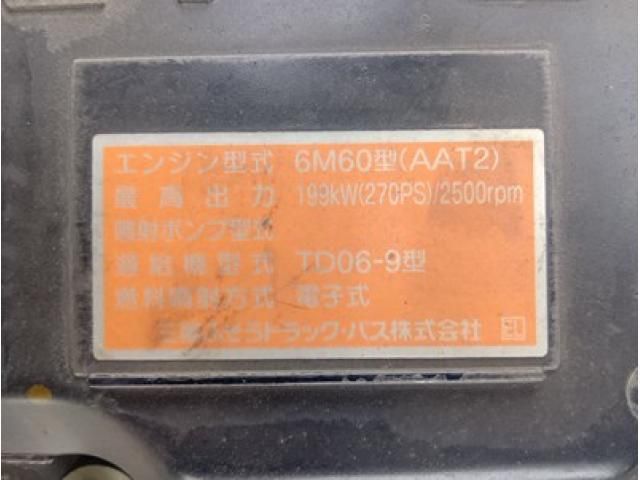 エンジン型式 6M60型(AAT2)
最高出力 199kW(270PS)/2500rpm
噴射ポンプ型式
過給機型式 TD06-9型
燃料噴射方式 電子式
三菱ふそうトラック・バス株式会社